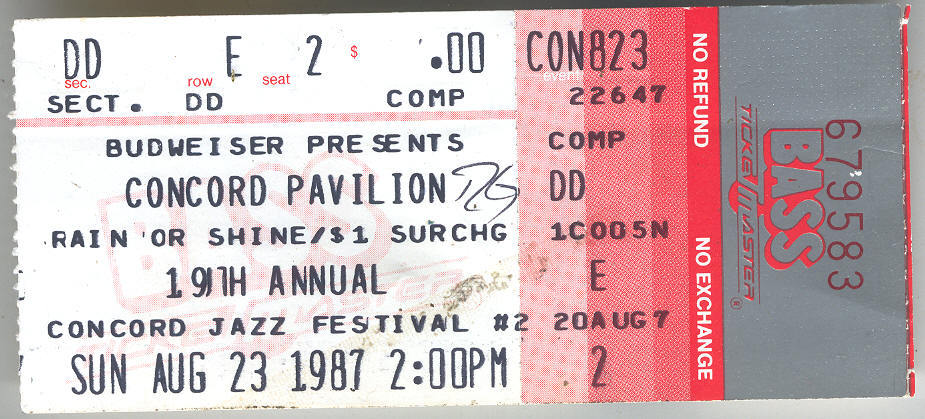 DD E 2 $ .00
sec. row seat
SECT. DD COMP
BUDWEISER PRESENTS
CONCORD PAVILION
RAIN OR SHINE/$1 SURCHG
19TH ANNUAL
CONCORD JAZZ FESTIVAL #2
SUN AUG 23 1987 2:00PM
CON823
event
22647
COMP
DD
1C005N
E
20AUG7
2
NO REFUND NO EXCHANGE
TICKETMASTER®
BASS
679583